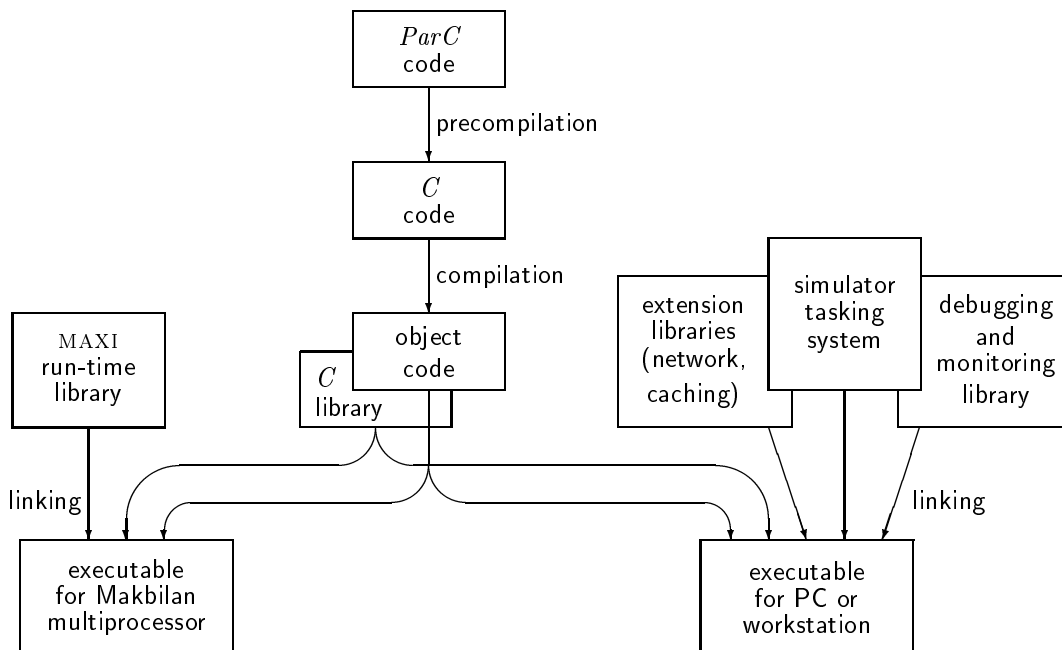 ParC
code
precompilation
C
code
compilation
object
code
C
library
MAXI
run-time
library
extension
libraries
(network,
caching)
simulator
tasking
system
debugging
and
monitoring
library
linking
linking
executable
for Makbilan
multiprocessor
executable
for PC or
workstation